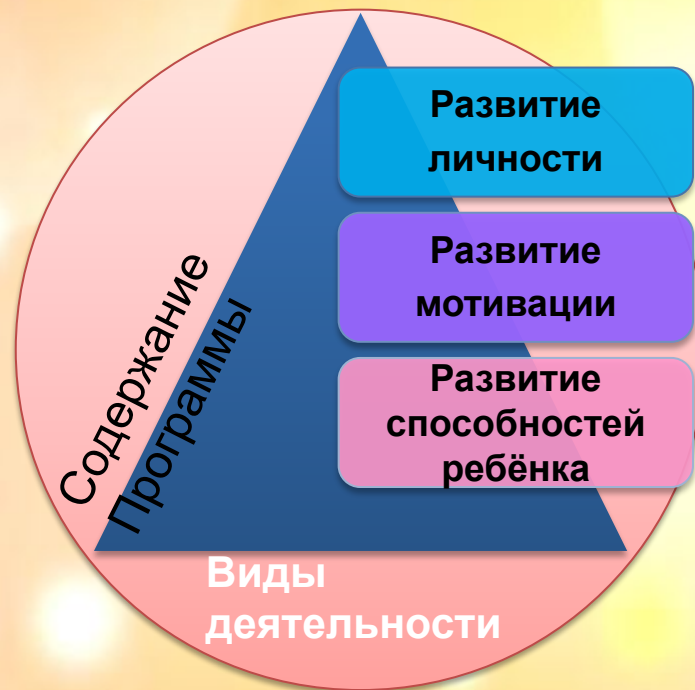 Развитие
личности
Развитие
мотивации
Развитие
способностей
ребёнка
Содержание
Программы
Виды
деятельности